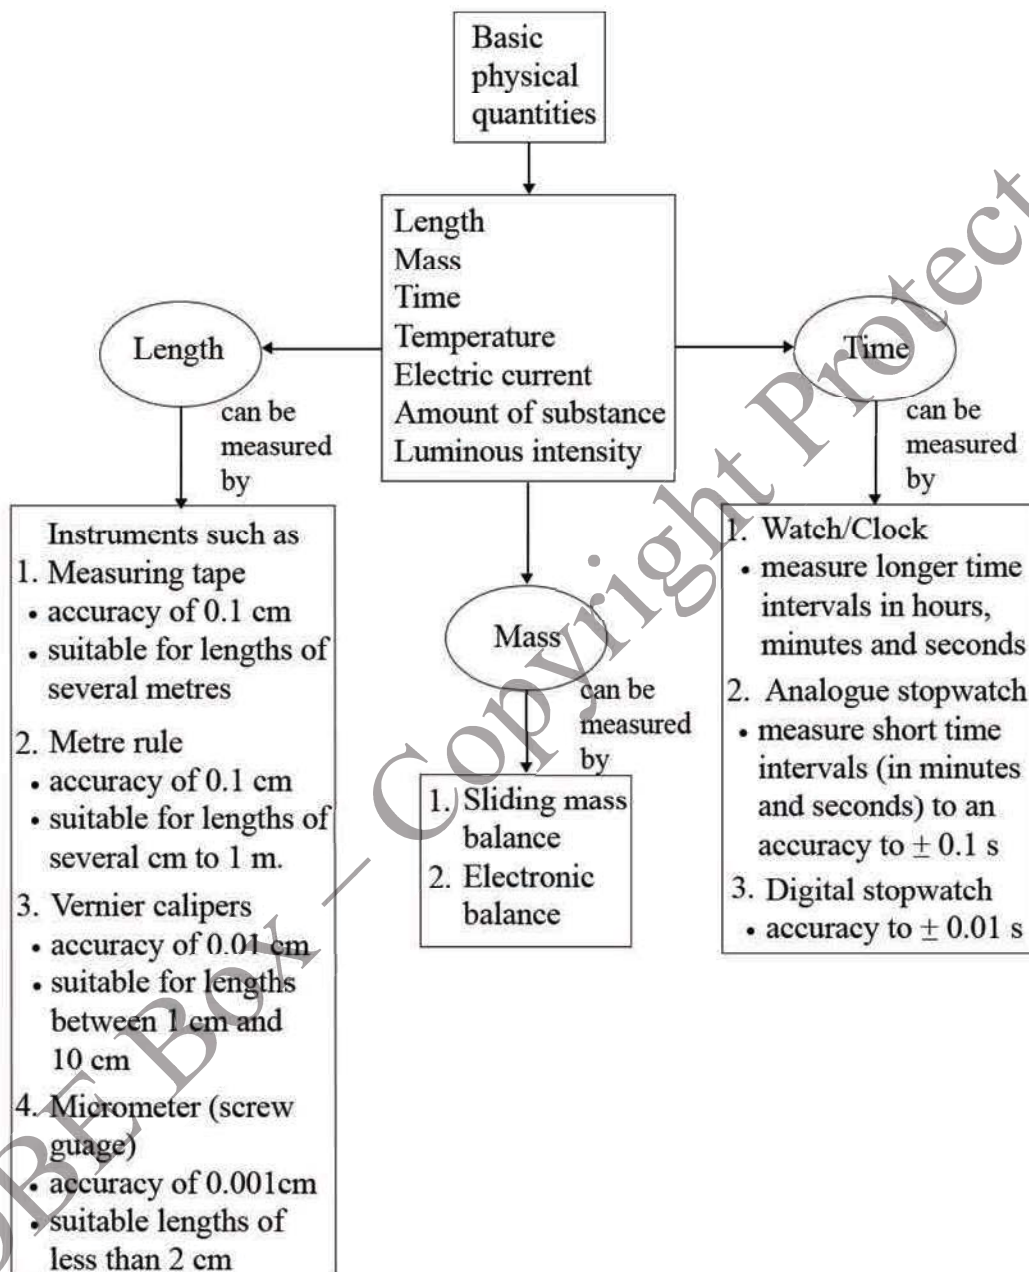 Basic
physical
quantities
Length
Mass
Time
Temperature
Electric current
Amount of substance
Luminous intensity
Length
can be
measured
by
Instruments such as
1. Measuring tape
• accuracy of 0.1 cm
• suitable for lengths of
several metres
2. Metre rule
• accuracy of 0.1 cm
• suitable for lengths of
several cm to 1 m.
3. Vernier calipers
• accuracy of 0.01 cm
• suitable for lengths
between 1 cm and
10 cm
4. Micrometer (screw
guage)
• accuracy of 0.001cm
• suitable lengths of
less than 2 cm
Mass
can be
measured
by
1. Sliding mass
balance
2. Electronic
balance
Time
can be
measured
by
1. Watch/Clock
• measure longer time
intervals in hours,
minutes and seconds
2. Analogue stopwatch
• measure short time
intervals (in minutes
and seconds) to an
accuracy to ± 0.1 s
3. Digital stopwatch
• accuracy to ± 0.01 s
OBE Box – Copyright Protect